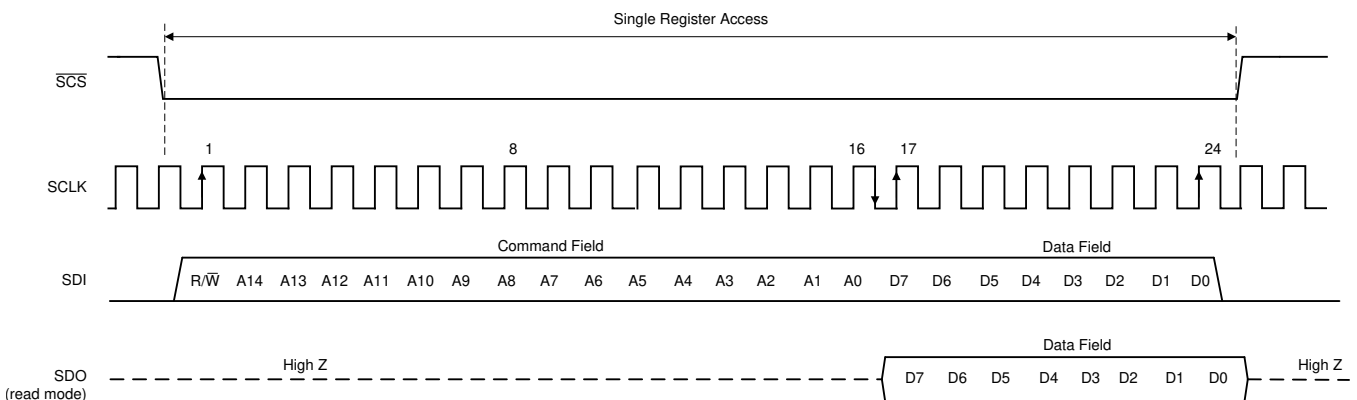 Single Register Access
SCS
1 8 16 17 24
SCLK
Command Field Data Field
SDI R/W A14 A13 A12 A11 A10 A9 A8 A7 A6 A5 A4 A3 A2 A1 A0 D7 D6 D5 D4 D3 D2 D1 D0
Data Field
High Z High Z
SDO D7 D6 D5 D4 D3 D2 D1 D0
(read mode)